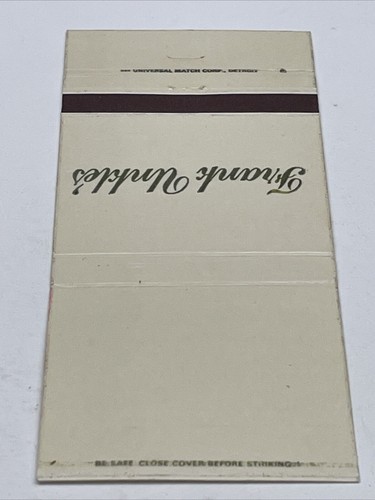 UNIVERSAL MATCH CORP., DETROIT
Frank Unkle's
BE SAFE CLOSE COVER BEFORE STRIKING